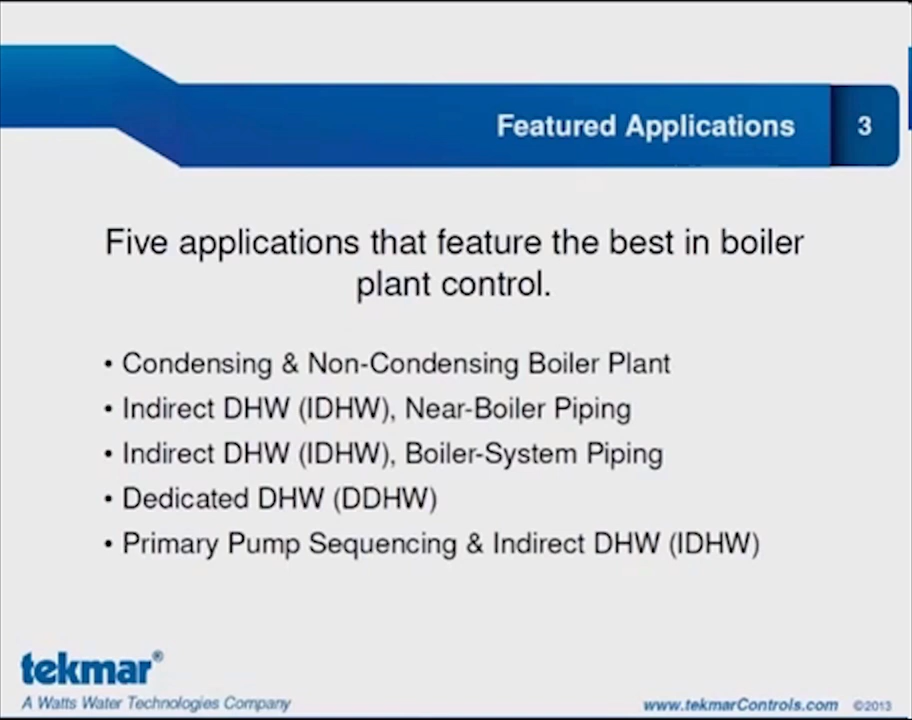 Featured Applications
3
Five applications that feature the best in boiler
plant control.
• Condensing & Non-Condensing Boiler Plant
• Indirect DHW (IDHW), Near-Boiler Piping
• Indirect DHW (IDHW), Boiler-System Piping
• Dedicated DHW (DDHW)
• Primary Pump Sequencing & Indirect DHW (IDHW)
tekmar®
A Watts Water Technologies Company
www.tekmarControls.com ©2013